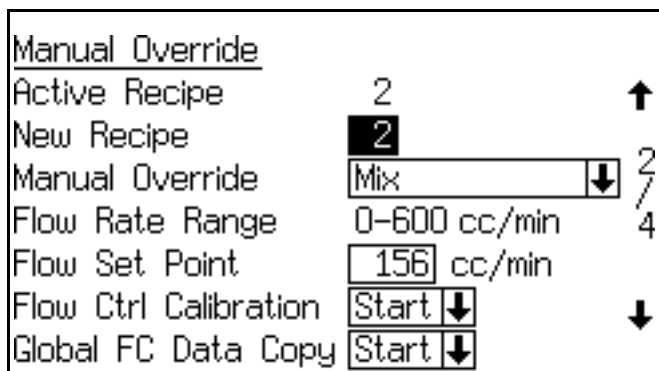 Manual Override
Active Recipe 2
New Recipe 2
Manual Override Mix
Flow Rate Range 0-600 cc/min
Flow Set Point 156 cc/min
Flow Ctrl Calibration Start
Global FC Data Copy Start
2/4